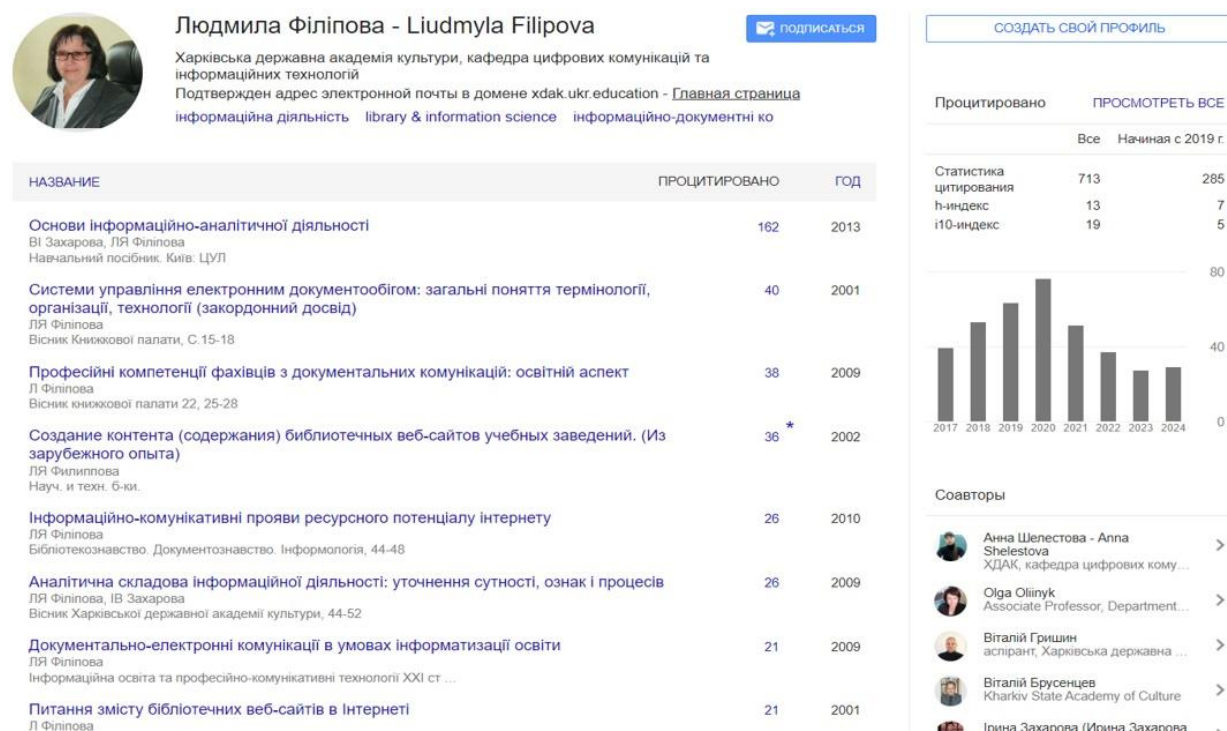 Людмила Філіпова - Liudmyla Filipova
ПОДПИСАТЬСЯ
Харківська державна академія культури, кафедра цифрових комунікацій та
інформаційних технологій
Подтвержден адрес электронной почты в домене xdak.ukr.education - Главная страница
інформаційна діяльність library & information science інформаційно-документні ко
НАЗВАНИЕ ПРОЦИТИРОВАНО ГОД
Основи інформаційно-аналітичної діяльності 162 2013
ВІ Захарова, ЛЯ Філіпова
Навчальний посібник. Київ: ЦУЛ
Системи управління електронним документообігом: загальні поняття термінології, 40 2001
організації, технології (закордонний досвід)
ЛЯ Філіпова
Вісник Книжкової палати, С.15-18
Професійні компетенції фахівців з документальних комунікацій: освітній аспект 38 2009
Л Філіпова
Вісник книжкової палати 22, 25-28
Создание контента (содержания) библиотечных веб-сайтов учебных заведений. (Из 36 * 2002
зарубежного опыта)
ЛЯ Филиппова
Науч. и техн. б-ки.
Інформаційно-комунікативні прояви ресурсного потенціалу інтернету 26 2010
ЛЯ Філіпова
Бібліотекознавство. Документознавство. Інформологія, 44-48
Аналітична складова інформаційної діяльності: уточнення сутності, ознак і процесів 26 2009
ЛЯ Філіпова, ІВ Захарова
Вісник Харківської державної академії культури, 44-52
Документально-електронні комунікації в умовах інформатизації освіти 21 2009
ЛЯ Філіпова
Інформаційна освіта та професійно-комунікативні технології XXI ст ...
Питання змісту бібліотечних веб-сайтів в Інтернеті 21 2001
Л Філіпова
СОЗДАТЬ СВОЙ ПРОФИЛЬ
Процитировано ПРОСМОТРЕТЬ ВСЕ
Все Начиная с 2019 г.
Статистика
цитирования 713 285
h-индекс 13 7
i10-индекс 19 5
80
40
0
2017 2018 2019 2020 2021 2022 2023 2024
Соавторы
Анна Шелестова - Anna
Shelestova
ХДАК, кафедра цифрових кому...
Olga Oliinyk
Associate Professor, Department...
Віталій Гришин
аспірант, Харківська державна ...
Віталій Брусенцев
Kharkiv State Academy of Culture
Ірина Захарова (Ирина Захарова